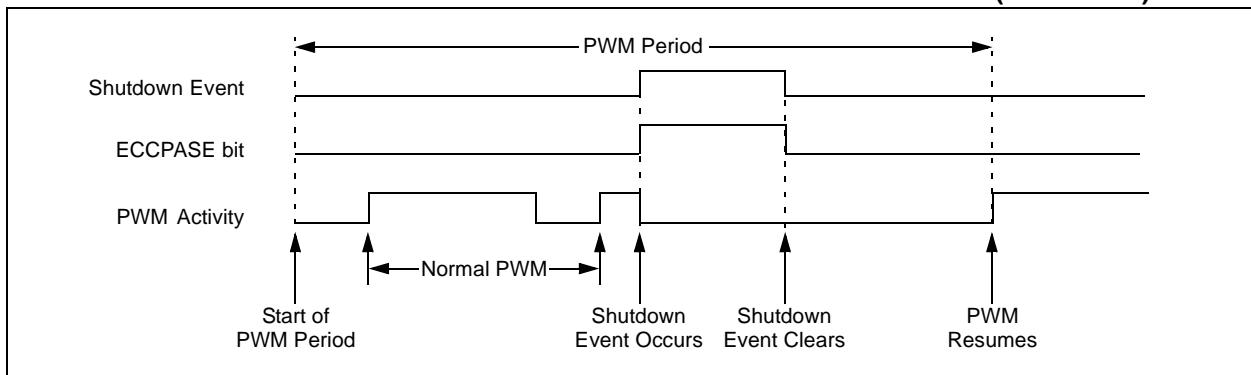 PWM Period
Shutdown Event
ECCPASE bit
PWM Activity
Normal PWM
Start of
PWM Period
Shutdown
Event Occurs
Shutdown
Event Clears
PWM
Resumes